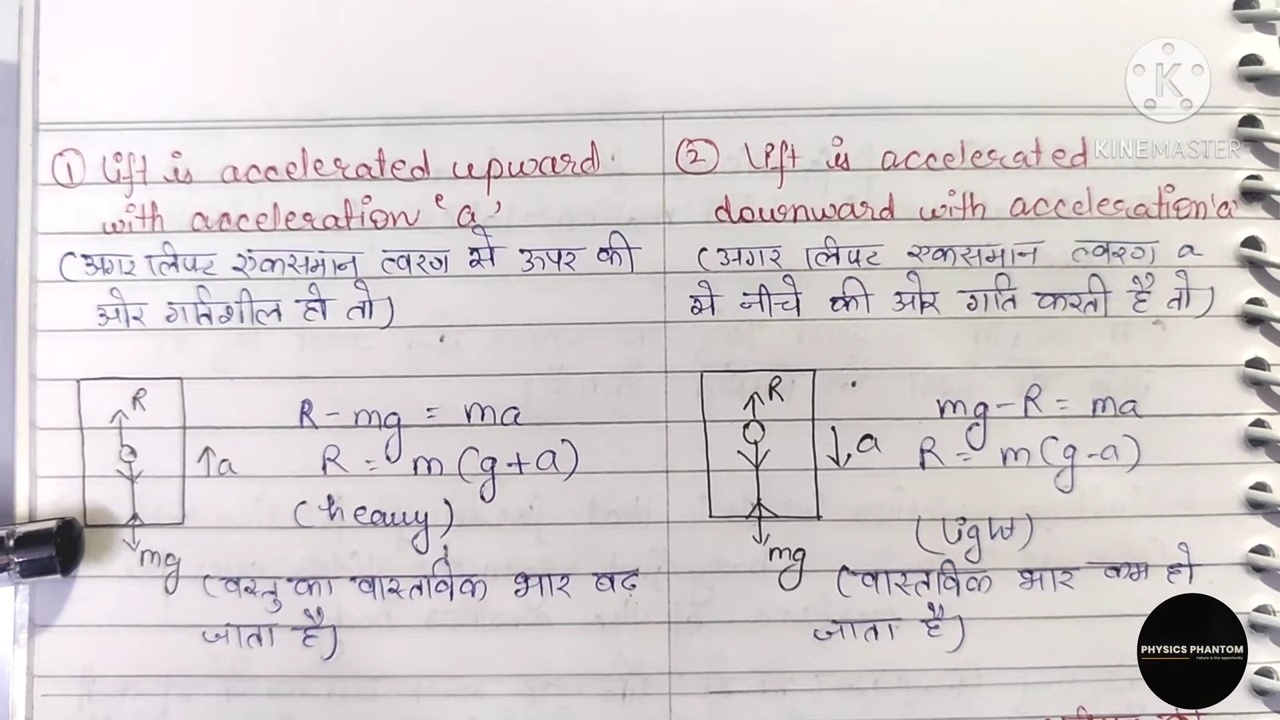 ① Lift is accelerated upward
with acceleration 'a'
(अगर लिफ्ट एकसमान त्वरण से ऊपर की
ओर गतिशील हो तो)
R
↑a
mg
R - mg = ma
R = m(g+a)
(heavy)
(वस्तु का वास्तविक भार बढ़
जाता है)
② Lift is accelerated
downward with acceleration 'a'
(अगर लिफ्ट एकसमान त्वरण a
से नीचे की ओर गति करती है तो)
R
↓a
mg
mg - R = ma
R = m(g-a)
(light)
(वास्तविक भार कम हो
जाता है)
K
KINEMASTER
PHYSICS PHANTOM